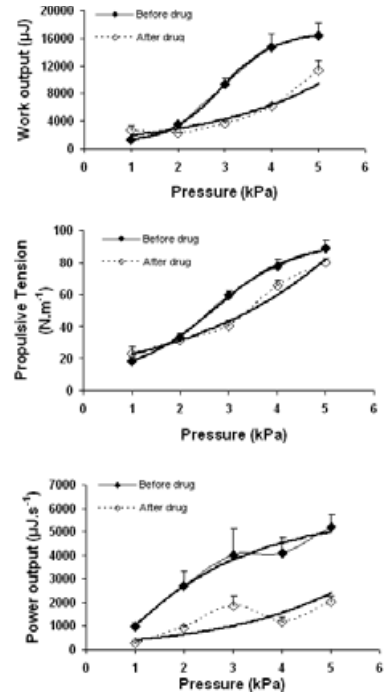 Work output (µJ)
20000
16000
12000
8000
4000
0
Before drug
After druq
0 1 2 3 4 5 6
Pressure (kPa)
Propulsive Tension
(N.m⁻¹)
100
80
60
40
20
0
Before drug
After drug
0 1 2 3 4 5 6
Pressure (kPa)
Power output (µJ.s⁻¹)
7000
6000
5000
4000
3000
2000
1000
0
Before drug
After drug
0 1 2 3 4 5 6
Pressure (kPa)